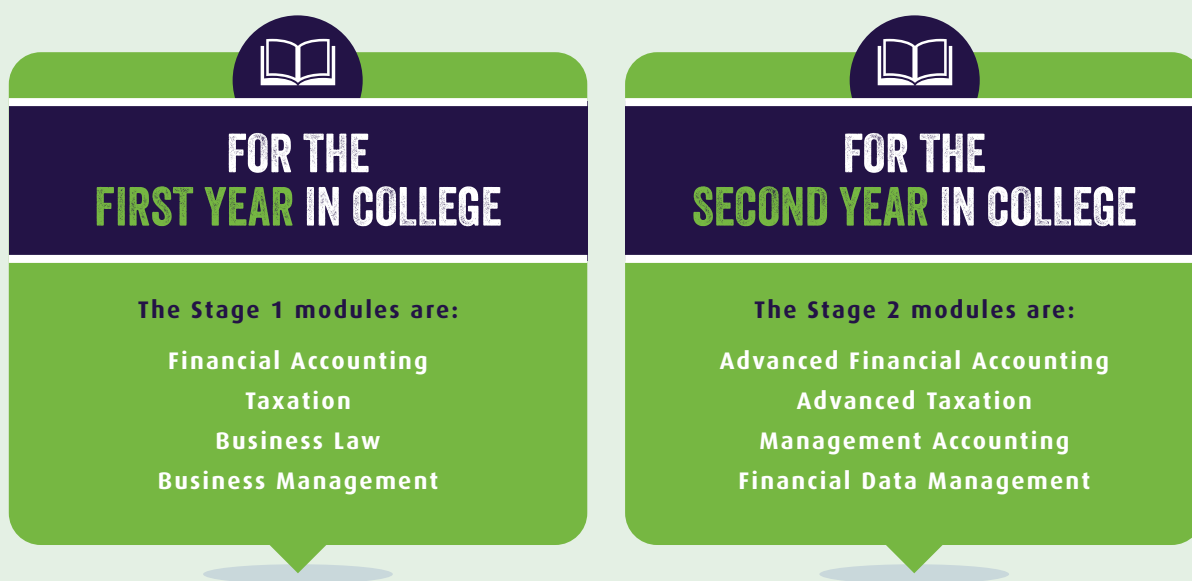 FOR THE
FIRST YEAR IN COLLEGE
The Stage 1 modules are:
Financial Accounting
Taxation
Business Law
Business Management
FOR THE
SECOND YEAR IN COLLEGE
The Stage 2 modules are:
Advanced Financial Accounting
Advanced Taxation
Management Accounting
Financial Data Management